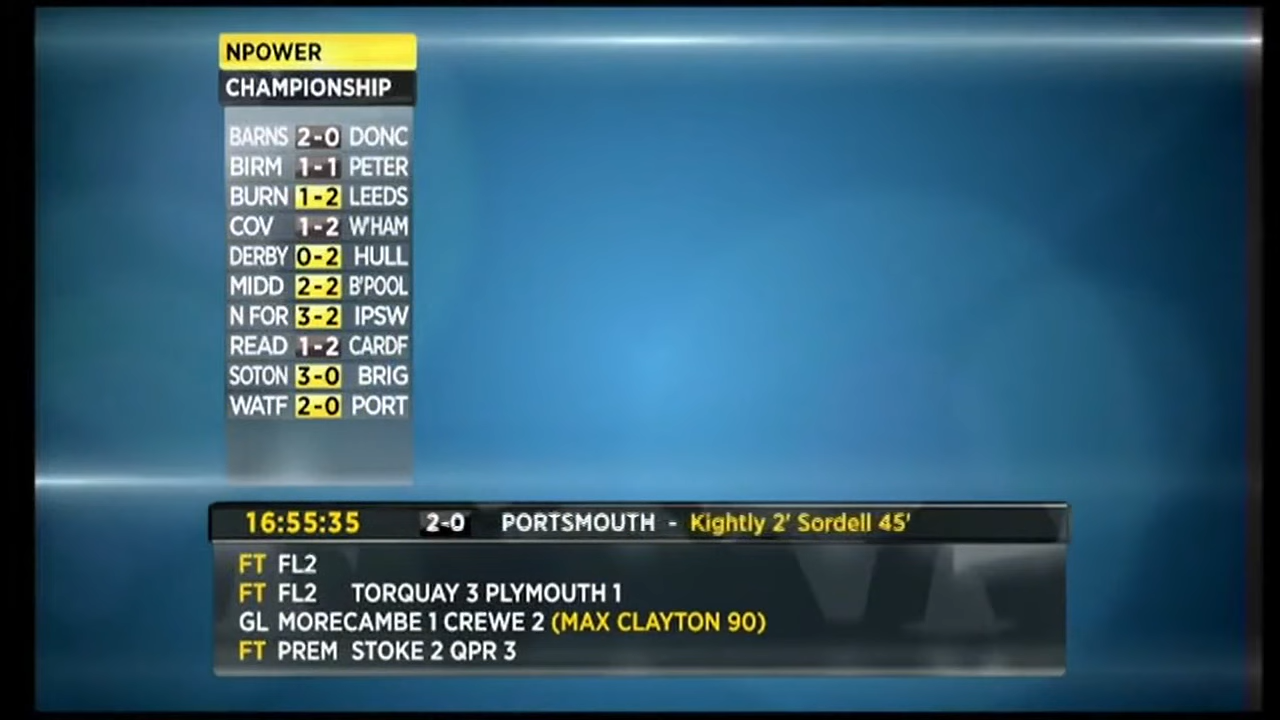 NPOWER
CHAMPIONSHIP
BARNS 2-0 DONC
BIRM 1-1 PETER
BURN 1-2 LEEDS
COV 1-2 W'HAM
DERBY 0-2 HULL
MIDD 2-2 B'POOL
N FOR 3-2 IPSW
READ 1-2 CARDF
SOTON 3-0 BRIG
WATF 2-0 PORT
16:55:35 2-0 PORTSMOUTH - Kightly 2' Sordell 45'
FT FL2
FT FL2 TORQUAY 3 PLYMOUTH 1
GL MORECAMBE 1 CREWE 2 (MAX CLAYTON 90)
FT PREM STOKE 2 QPR 3